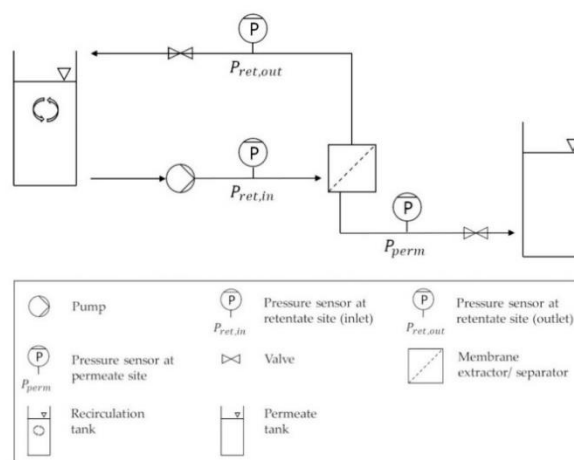 P
P_ret,out
P
P_ret,in
P
P_perm
Pump
P
P_ret,in
Pressure sensor at
retentate site (inlet)
P
P_ret,out
Pressure sensor at
retentate site (outlet)
P
P_perm
Pressure sensor at
permeate site
Valve
Membrane
extractor/ separator
Recirculation
tank
Permeate
tank